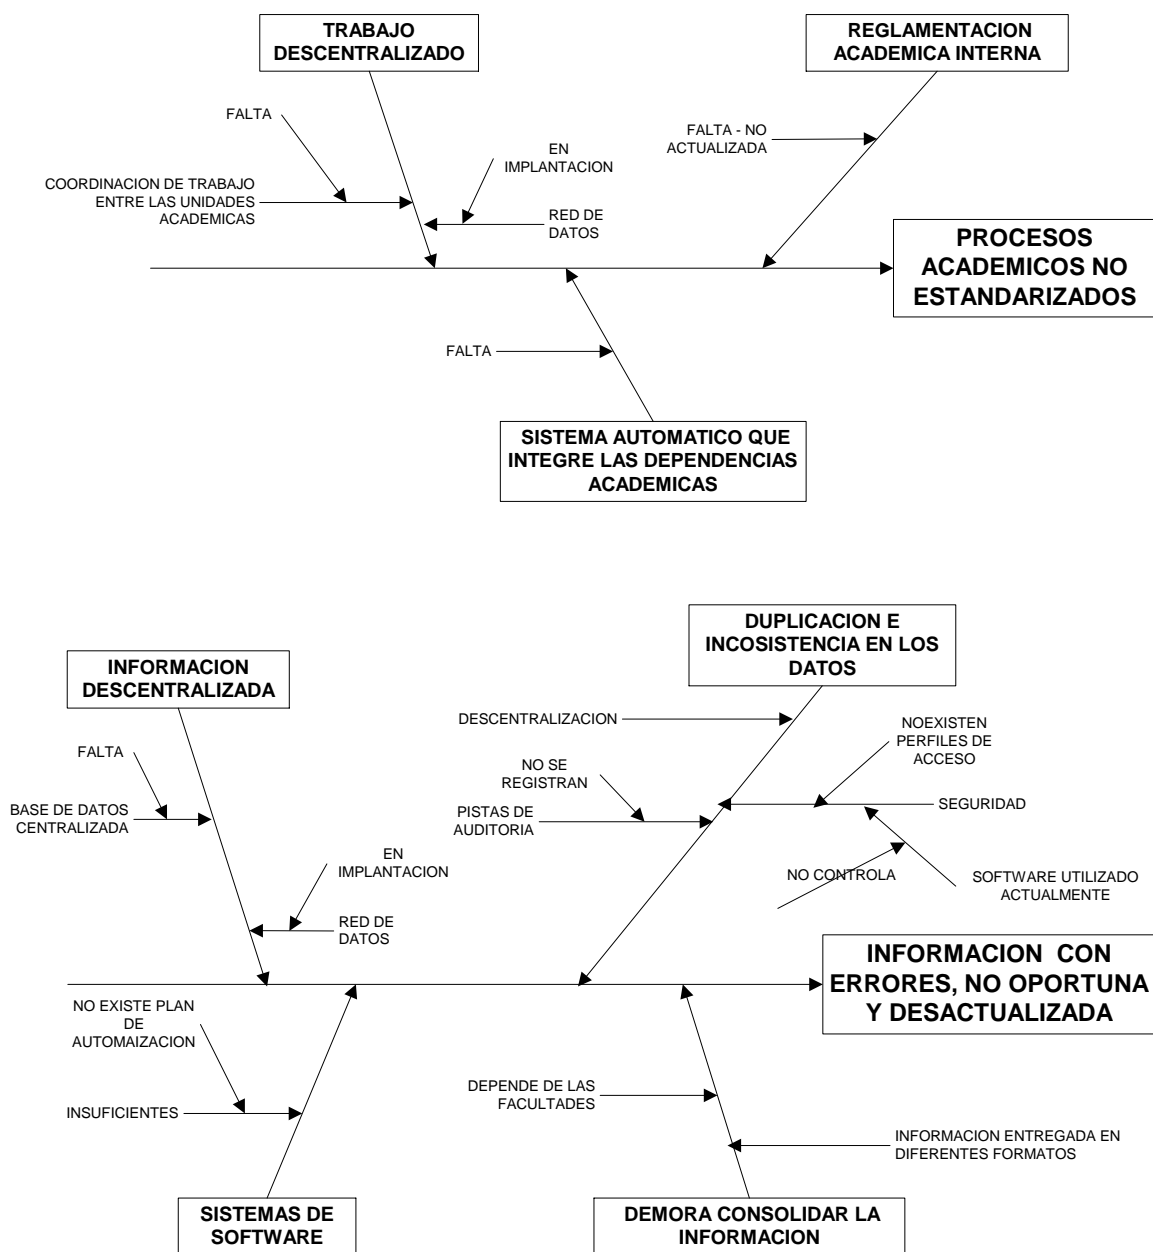 TRABAJO
DESCENTRALIZADO
REGLAMENTACION
ACADEMICA INTERNA
FALTA
EN
IMPLANTACION
FALTA - NO
ACTUALIZADA
COORDINACION DE TRABAJO
ENTRE LAS UNIDADES
ACADEMICAS
RED DE
DATOS
PROCESOS
ACADEMICOS NO
ESTANDARIZADOS
FALTA
SISTEMA AUTOMATICO QUE
INTEGRE LAS DEPENDENCIAS
ACADEMICAS
DUPLICACION E
INCOSISTENCIA EN LOS
DATOS
INFORMACION
DESCENTRALIZADA
DESCENTRALIZACION
NOEXISTEN
PERFILES DE
ACCESO
FALTA
NO SE
REGISTRAN
BASE DE DATOS
CENTRALIZADA
PISTAS DE
AUDITORIA
SEGURIDAD
EN
IMPLANTACION
NO CONTROLA
SOFTWARE UTILIZADO
ACTUALMENTE
RED DE
DATOS
INFORMACION CON
ERRORES, NO OPORTUNA
Y DESACTUALIZADA
NO EXISTE PLAN
DE
AUTOMAIZACION
DEPENDE DE LAS
FACULTADES
INSUFICIENTES
INFORMACION ENTREGADA EN
DIFERENTES FORMATOS
SISTEMAS DE
SOFTWARE
DEMORA CONSOLIDAR LA
INFORMACION